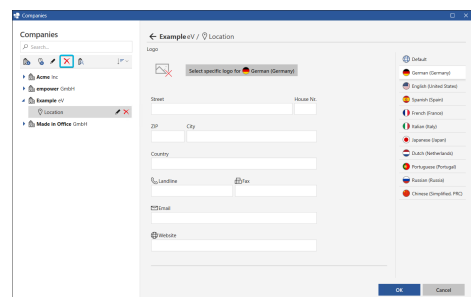 Companies
Companies
Search...
Acme Inc
empower GmbH
Example eV
Location
Made in Office GmbH
Example eV / Location
Logo
Select specific logo for German (Germany)
Street House Nr.
ZIP City
Country
Landline Fax
Email
Website
Default
German (Germany)
English (United States)
Spanish (Spain)
French (France)
Italian (Italy)
Japanese (Japan)
Dutch (Netherlands)
Portuguese (Portugal)
Russian (Russia)
Chinese (Simplified, PRC)
OK Cancel